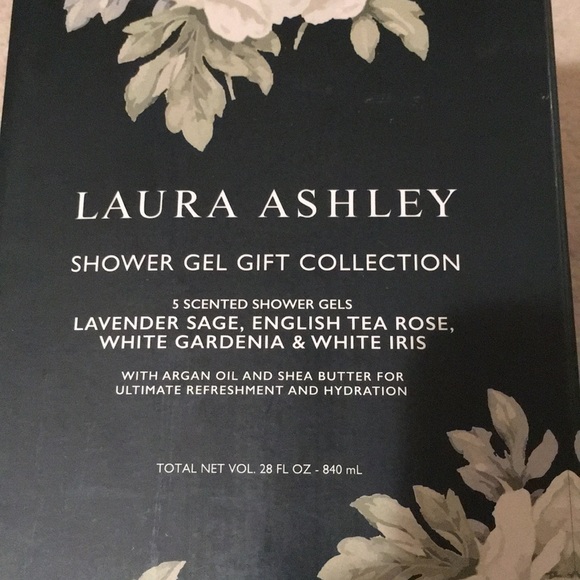 LAURA ASHLEY
SHOWER GEL GIFT COLLECTION
5 SCENTED SHOWER GELS
LAVENDER SAGE, ENGLISH TEA ROSE,
WHITE GARDENIA & WHITE IRIS
WITH ARGAN OIL AND SHEA BUTTER FOR
ULTIMATE REFRESHMENT AND HYDRATION
TOTAL NET VOL. 28 FL OZ - 840 mL